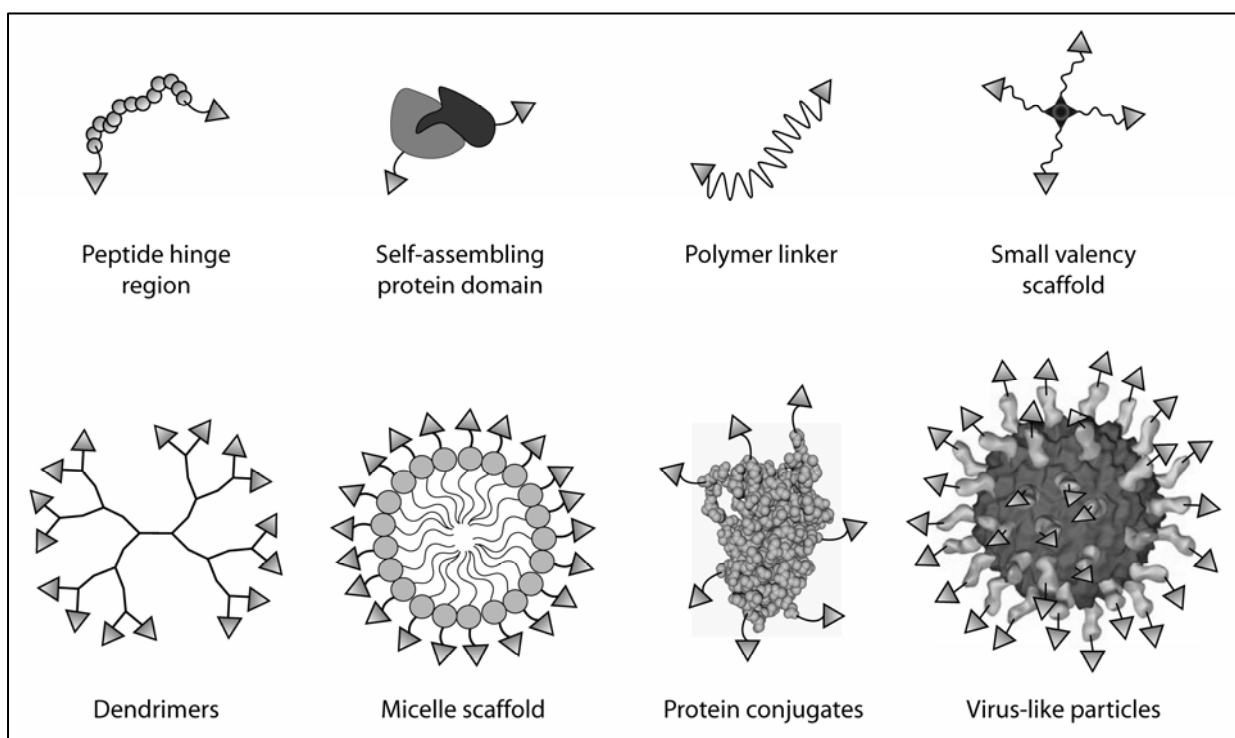 Peptide hinge
region
Self-assembling
protein domain
Polymer linker
Small valency
scaffold
Dendrimers
Micelle scaffold
Protein conjugates
Virus-like particles